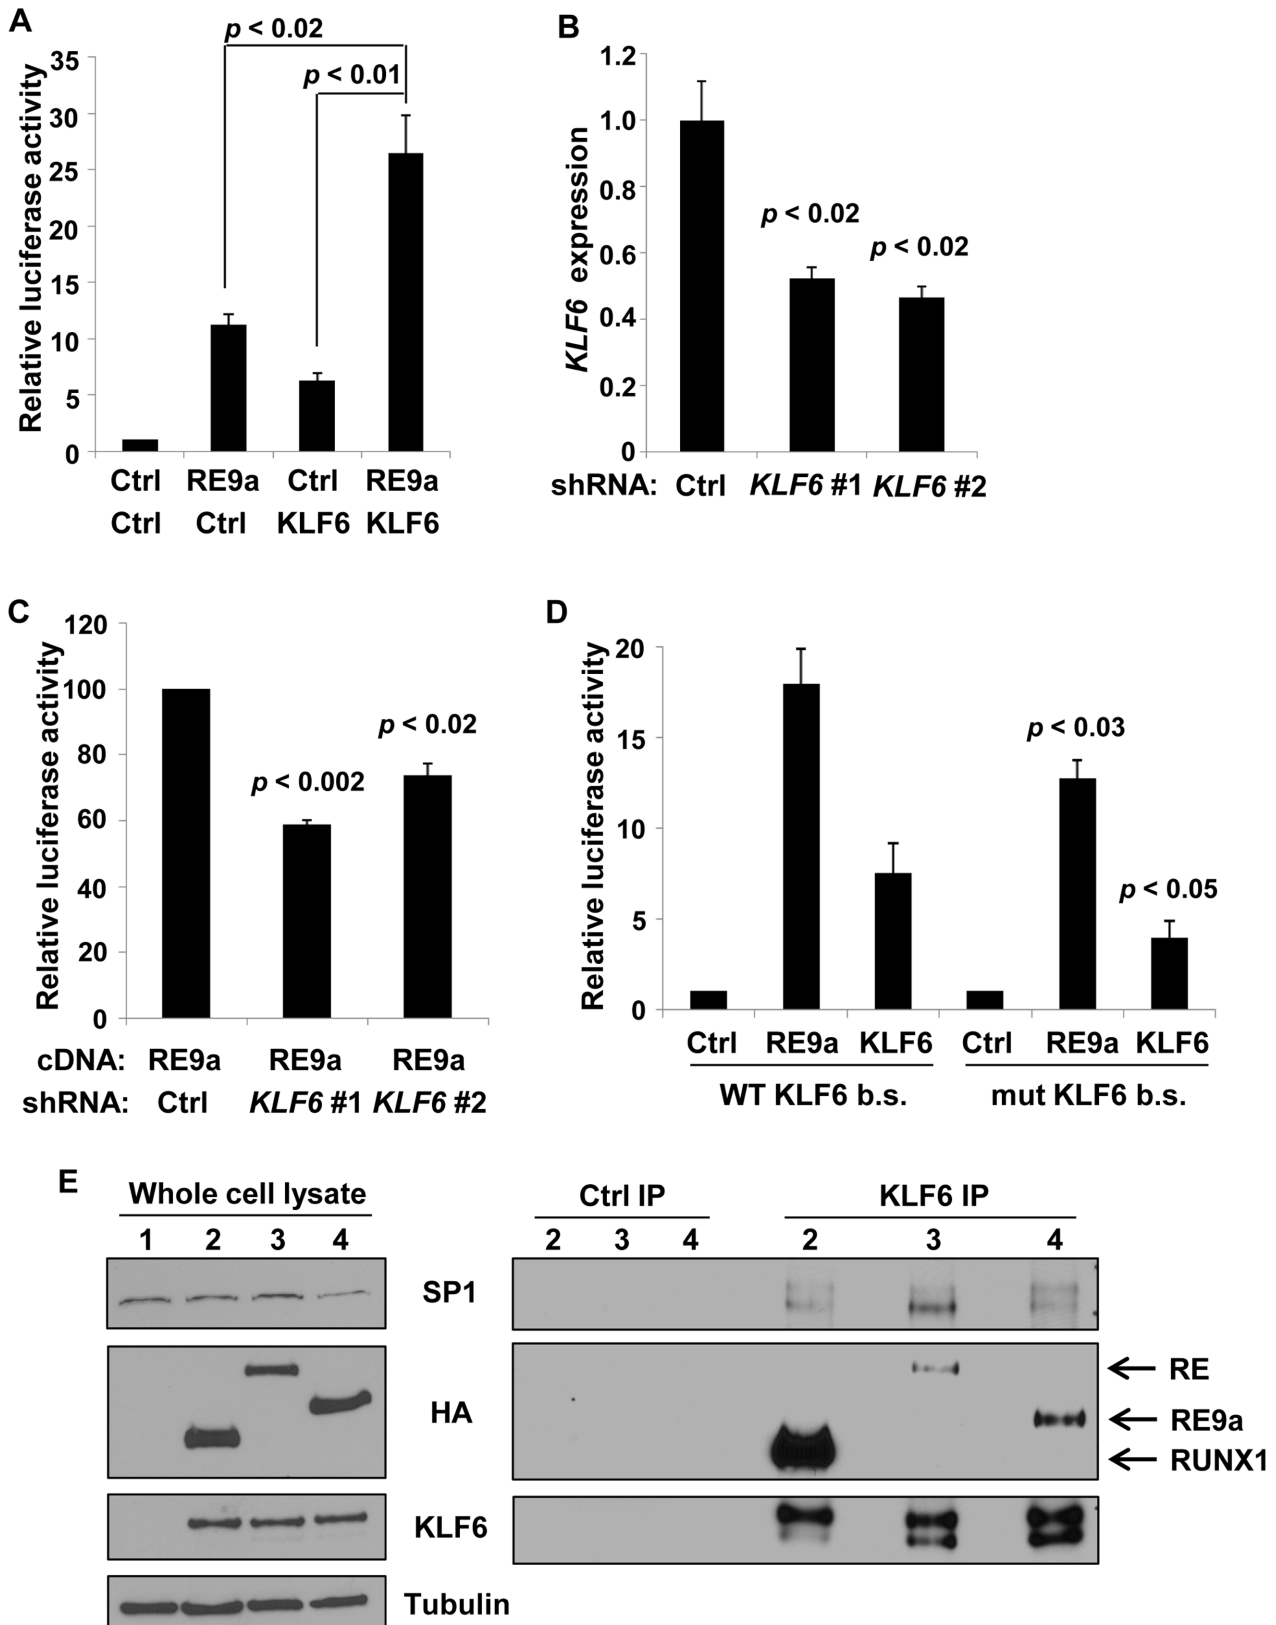 A
p < 0.02
p < 0.01
Relative luciferase activity
35
30
25
20
15
10
5
0
Ctrl RE9a Ctrl RE9a
Ctrl Ctrl KLF6 KLF6
B
KLF6 expression
1.2
1.0
0.8
0.6
0.4
0.2
0
p < 0.02
p < 0.02
shRNA: Ctrl KLF6 #1 KLF6 #2
C
Relative luciferase activity
120
100
80
60
40
20
0
p < 0.02
p < 0.002
cDNA: RE9a RE9a RE9a
shRNA: Ctrl KLF6 #1 KLF6 #2
D
Relative luciferase activity
20
15
10
5
0
p < 0.03
p < 0.05
Ctrl RE9a KLF6 Ctrl RE9a KLF6
WT KLF6 b.s. mut KLF6 b.s.
E
Whole cell lysate Ctrl IP KLF6 IP
1 2 3 4 2 3 4 2 3 4
SP1
HA
RE
RE9a
RUNX1
KLF6
Tubulin